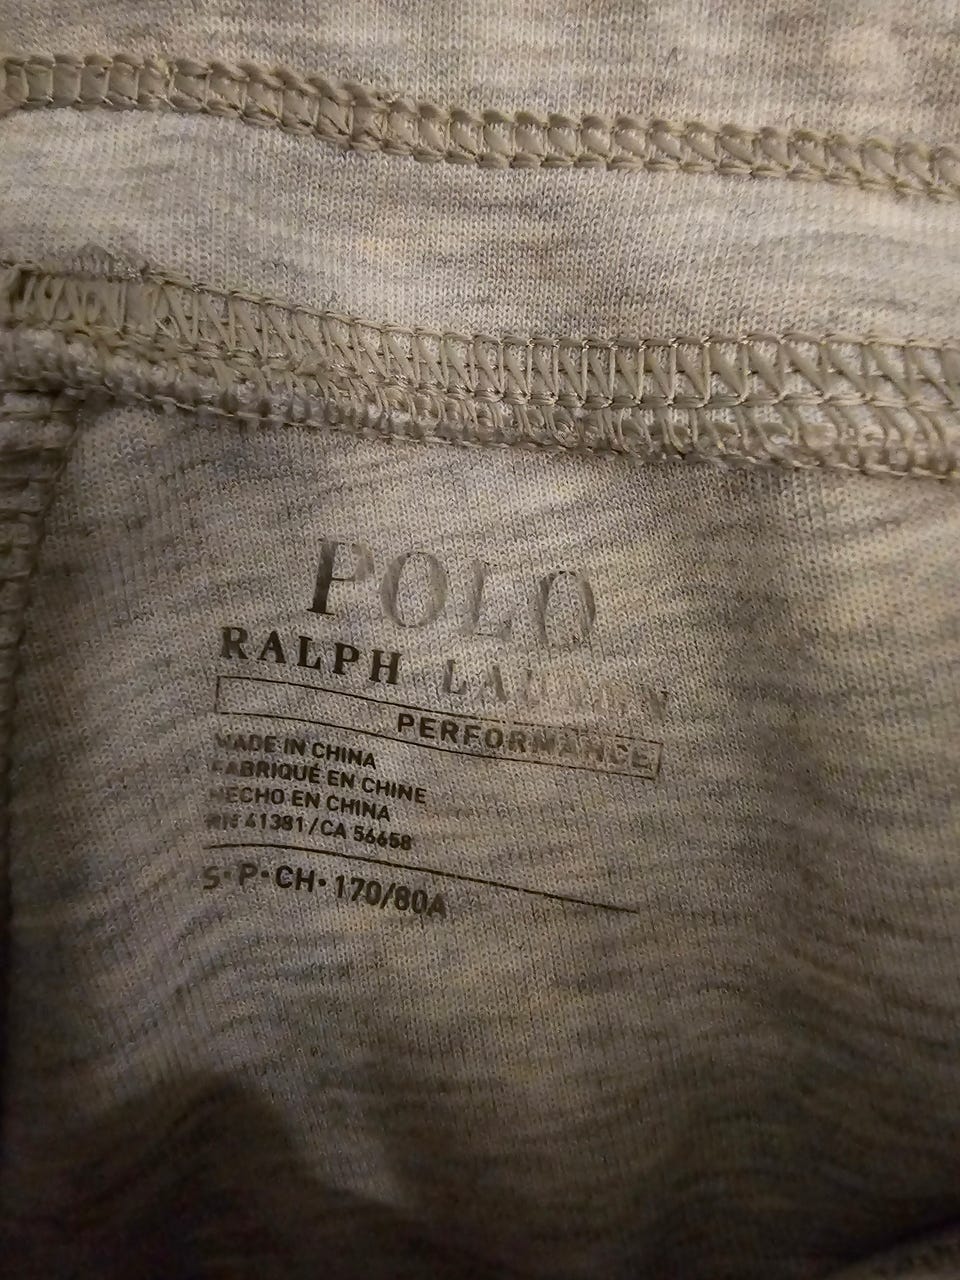 POLO
RALPH LAUREN
PERFORMANCE
MADE IN CHINA
FABRIQUÉ EN CHINE
HECHO EN CHINA
RN 41381/CA 56658
S•P•CH•170/80A